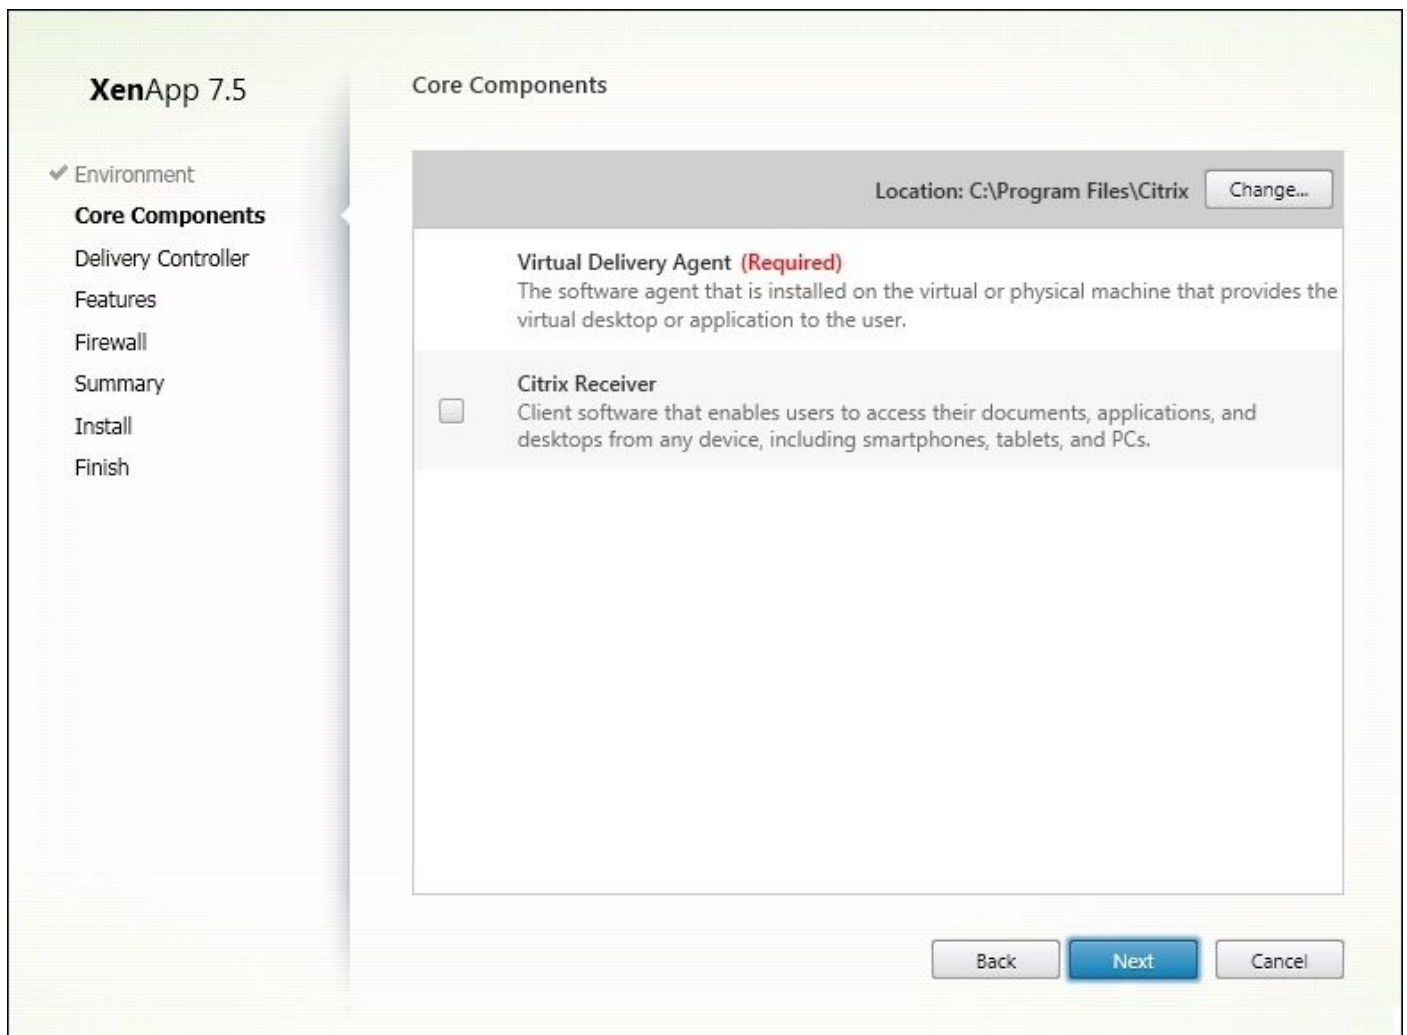 XenApp 7.5
Environment
Core Components
Delivery Controller
Features
Firewall
Summary
Install
Finish
Core Components
Location: C:\Program Files\Citrix
Change...
Virtual Delivery Agent (Required)
The software agent that is installed on the virtual or physical machine that provides the
virtual desktop or application to the user.
Citrix Receiver
Client software that enables users to access their documents, applications, and
desktops from any device, including smartphones, tablets, and PCs.
Back
Next
Cancel